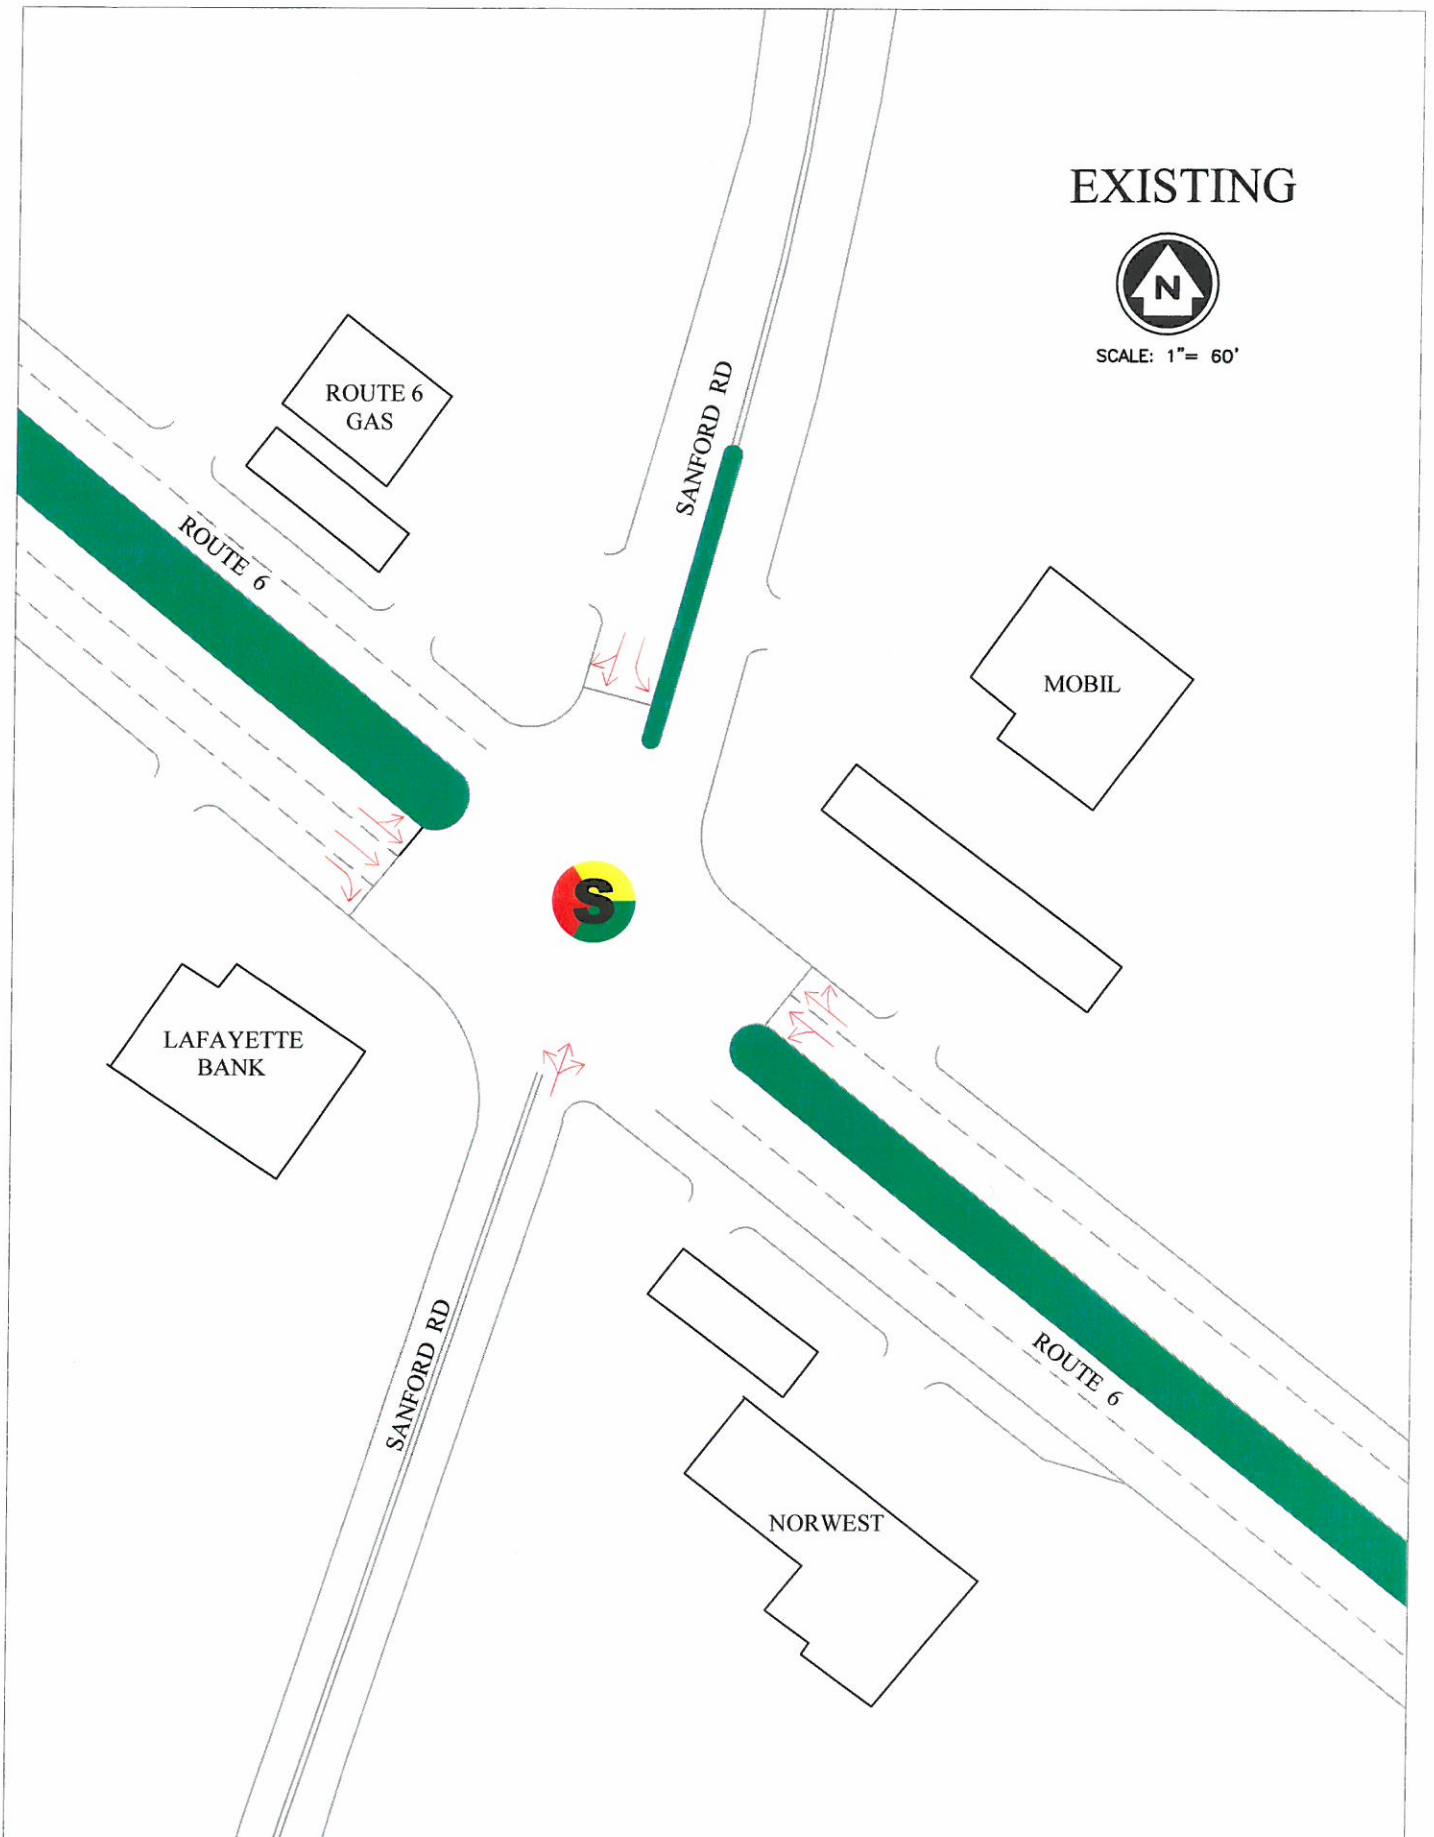 EXISTING
N
SCALE: 1"= 60'
SANFORD RD
ROUTE 6
GAS
ROUTE 6
MOBIL
S
LAFAYETTE
BANK
SANFORD RD
ROUTE 6
NORWEST